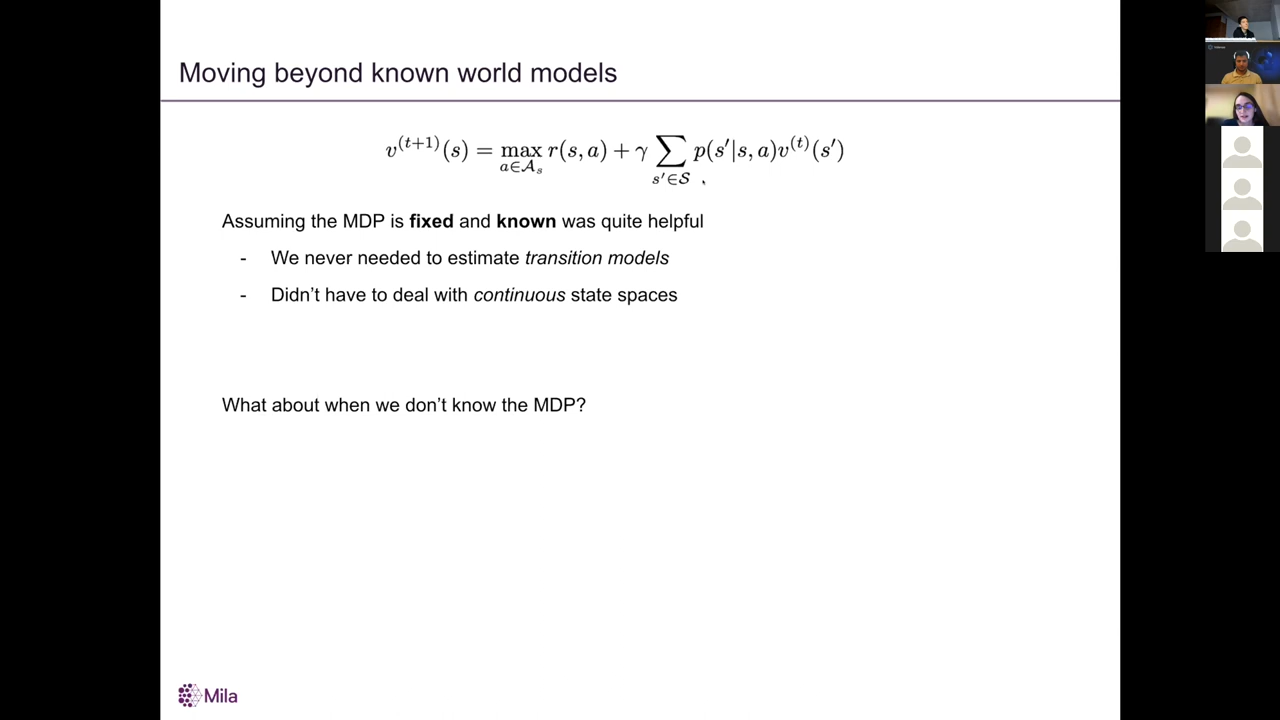 Moving beyond known world models
v^{(t+1)}(s) = max_{a∈𝒜_s} r(s, a) + γ ∑_{s'∈𝒮} p(s'|s, a)v^{(t)}(s')
Assuming the MDP is fixed and known was quite helpful
- We never needed to estimate transition models
- Didn't have to deal with continuous state spaces
What about when we don't know the MDP?
Mila